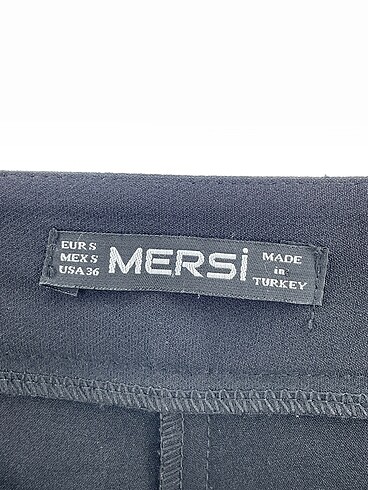 EUR S
MEX S
USA 36
MERSi
MADE
in
TURKEY